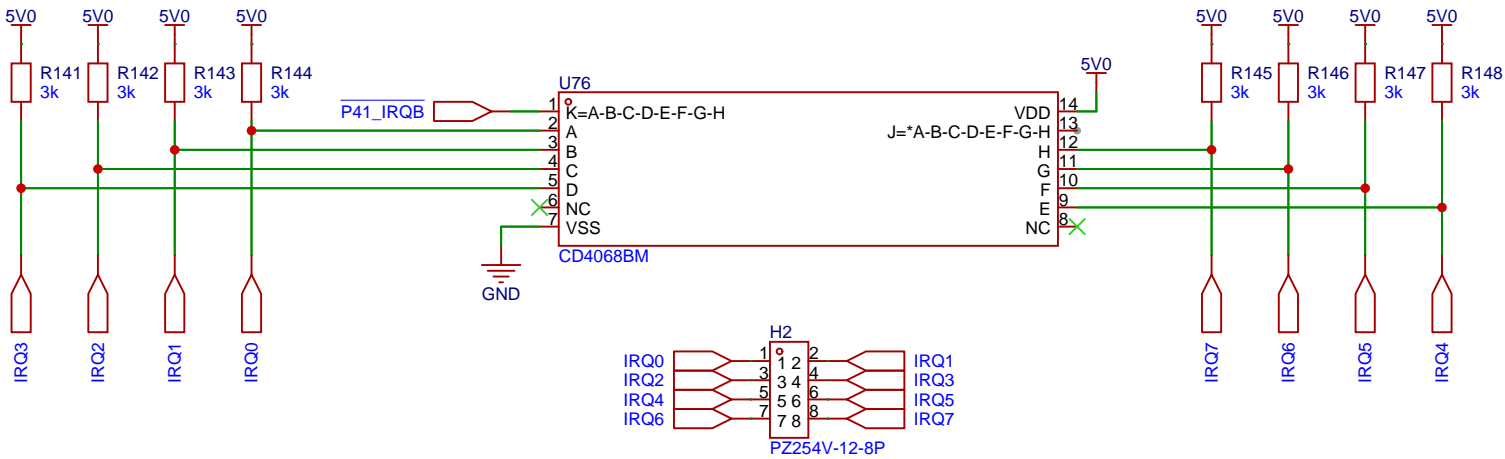 5V0 5V0 5V0 5V0 5V0 5V0 5V0 5V0
5V0
R141 R142 R143 R144 R145 R146 R147 R148
3k 3k 3k 3k 3k 3k 3k 3k
U76
P41_IRQB 1 K=A-B-C-D-E-F-G-H VDD 14
2 A J=*A-B-C-D-E-F-G-H 13
3 B H 12
4 C G 11
5 D F 10
6 NC E 9
7 VSS NC 8
CD4068BM
GND
IRQ3 IRQ2 IRQ1 IRQ0 IRQ7 IRQ6 IRQ5 IRQ4
H2
IRQ0 1 1 2 2 IRQ1
IRQ2 3 3 4 4 IRQ3
IRQ4 5 5 6 6 IRQ5
IRQ6 7 7 8 8 IRQ7
PZ254V-12-8P